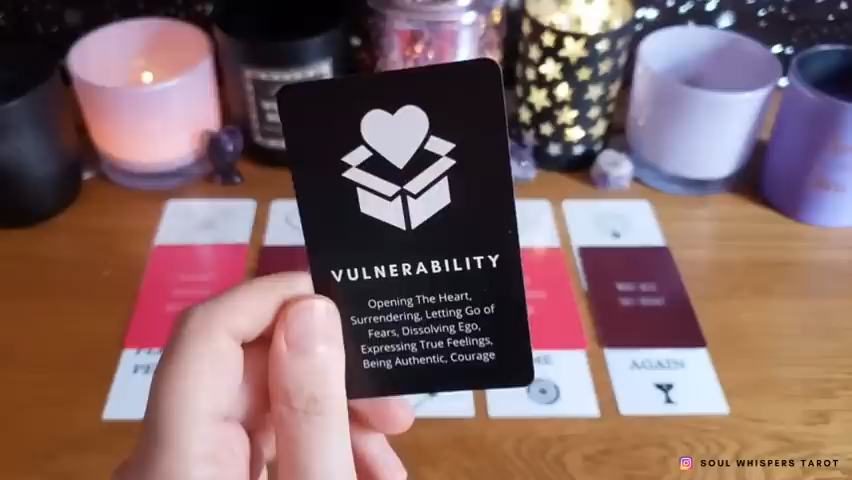 VULNERABILITY
Opening The Heart,
Surrendering, Letting Go of
Fears, Dissolving Ego,
Expressing True Feelings,
Being Authentic, Courage
AGAIN
SOUL WHISPERS TAROT